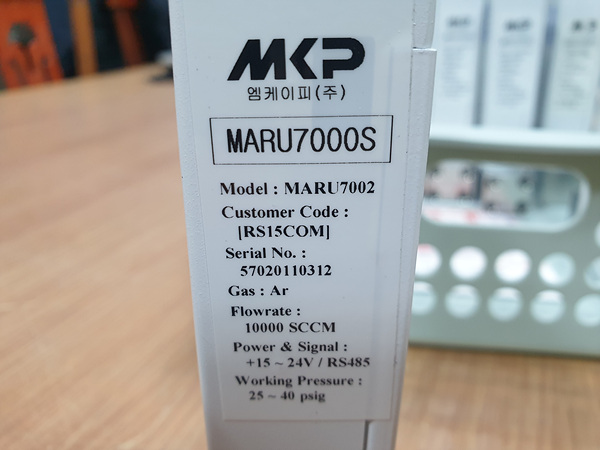 MKP
엠케이피(주)
MARU7000S
Model : MARU7002
Customer Code :
[RS15COM]
Serial No. :
57020110312
Gas : Ar
Flowrate :
10000 SCCM
Power & Signal :
+15 ~ 24V / RS485
Working Pressure :
25 ~ 40 psig